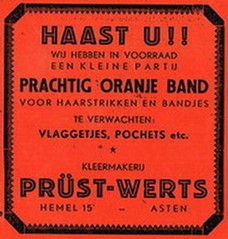 HAAST U!!
WIJ HEBBEN IN VOORRAAD
EEN KLEINE PARTIJ
PRACHTIG ORANJE BAND
VOOR HAARSTRIKKEN EN BANDJES
TE VERWACHTEN:
VLAGGETJES, POCHETS etc.
*
KLEERMAKERIJ
PRÜST-WERTS
HEMEL 15 – ASTEN